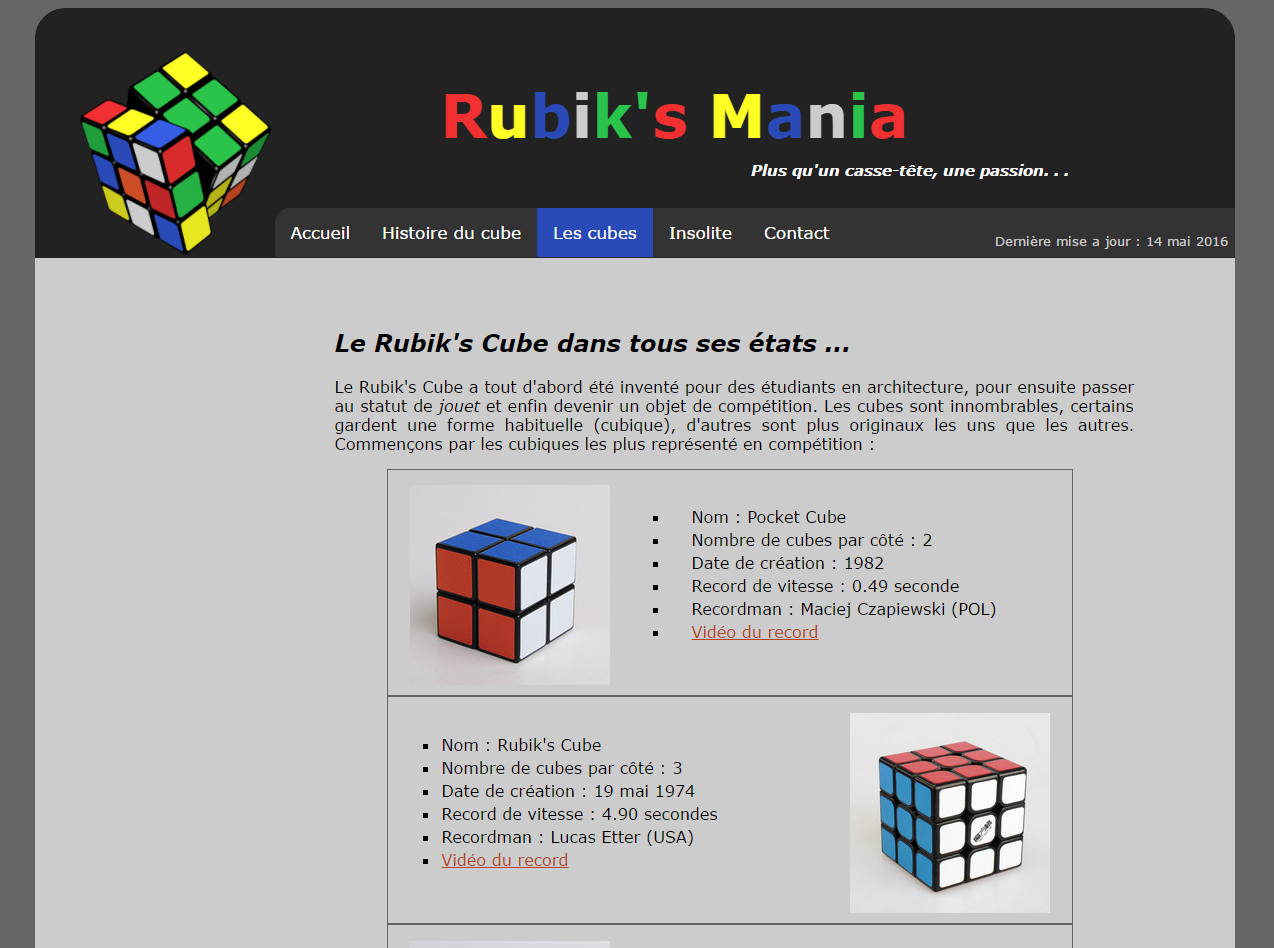 Rubik's Mania
Plus qu'un casse-tête, une passion. . .
Accueil Histoire du cube Les cubes Insolite Contact
Dernière mise a jour : 14 mai 2016
Le Rubik's Cube dans tous ses états ...
Le Rubik's Cube a tout d'abord été inventé pour des étudiants en architecture, pour ensuite passer
au statut de jouet et enfin devenir un objet de compétition. Les cubes sont innombrables, certains
gardent une forme habituelle (cubique), d'autres sont plus originaux les uns que les autres.
Commençons par les cubiques les plus représenté en compétition :
Nom : Pocket Cube
Nombre de cubes par côté : 2
Date de création : 1982
Record de vitesse : 0.49 seconde
Recordman : Maciej Czapiewski (POL)
Vidéo du record
Nom : Rubik's Cube
Nombre de cubes par côté : 3
Date de création : 19 mai 1974
Record de vitesse : 4.90 secondes
Recordman : Lucas Etter (USA)
Vidéo du record